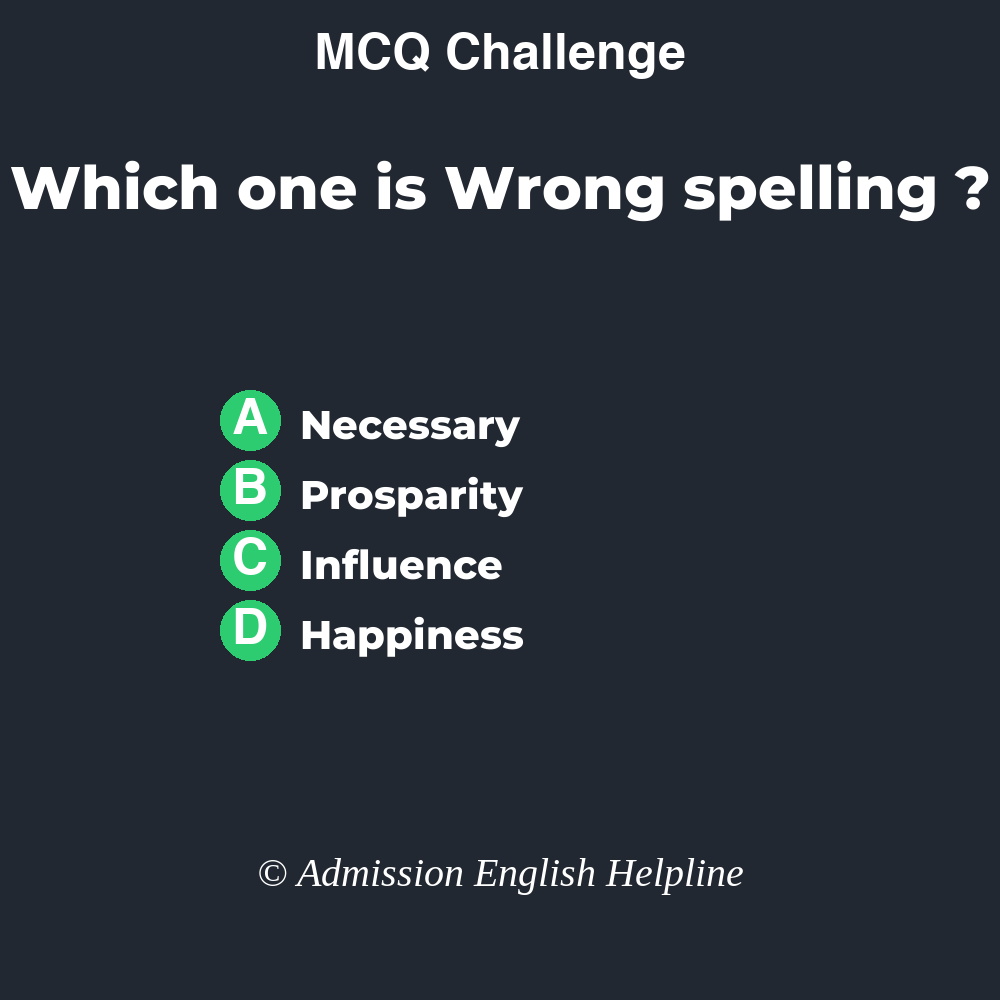 MCQ Challenge
Which one is Wrong spelling ?
A Necessary
B Prosparity
C Influence
D Happiness
© Admission English Helpline